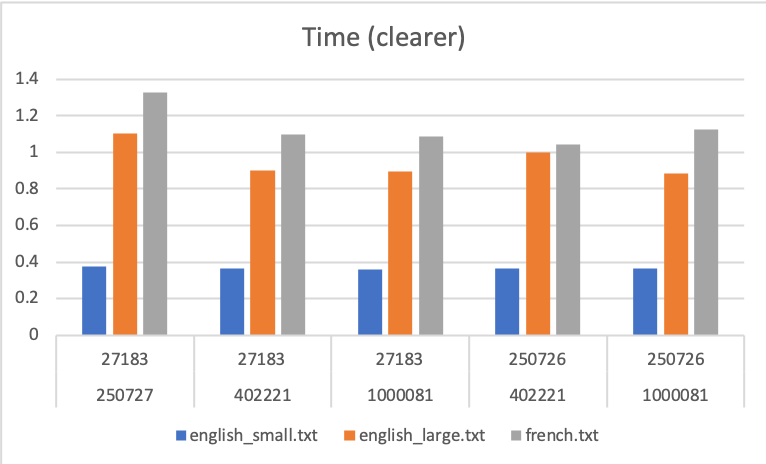 Time (clearer)
1.4
1.2
1
0.8
0.6
0.4
0.2
0
27183 27183 27183 250726 250726
250727 402221 1000081 402221 1000081
english_small.txt english_large.txt french.txt